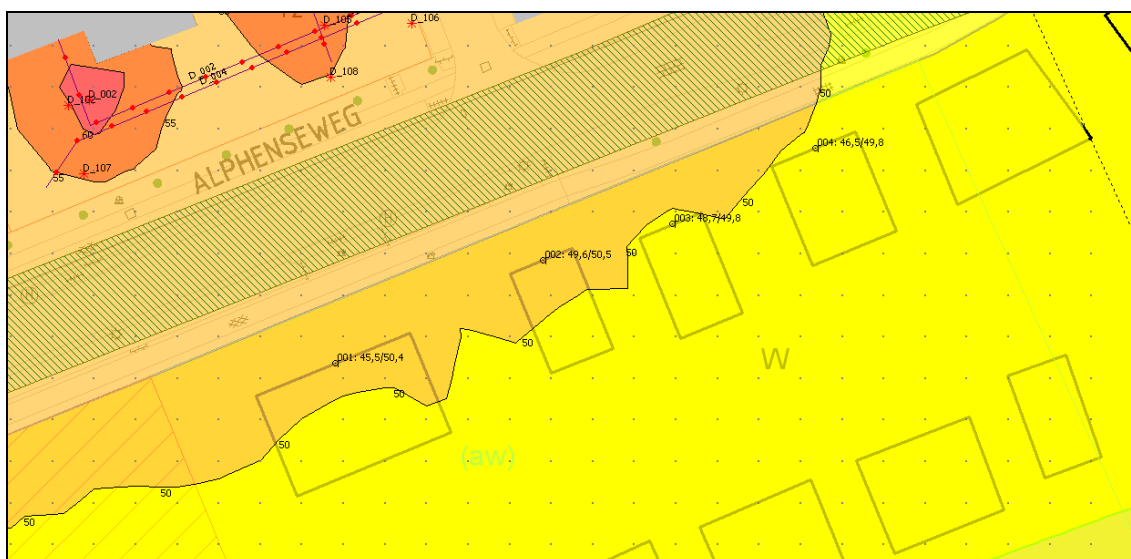 12
D_105
D_106
D_002
D_004
D_108
D_002
D_102
60
55
ALPHENSEWEG
D_107
55
50
004: 46,5/49,8
50
003: 48,7/49,8
50
002: 49,6/50,5
50
001: 45,5/50,4
W
50
50
(aw)
50
50
H
H